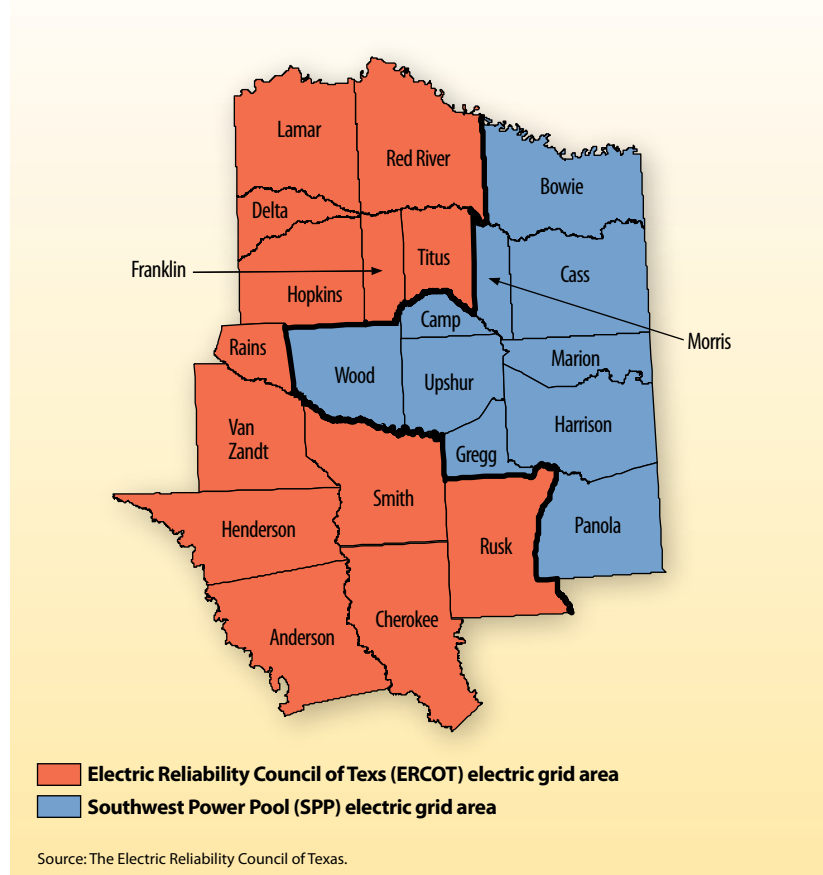 Lamar
Red River
Bowie
Delta
Franklin
Titus
Cass
Hopkins
Camp
Morris
Rains
Marion
Wood
Upshur
Van
Zandt
Harrison
Gregg
Smith
Henderson
Rusk
Panola
Cherokee
Anderson
Electric Reliability Council of Texs (ERCOT) electric grid area
Southwest Power Pool (SPP) electric grid area
Source: The Electric Reliability Council of Texas.